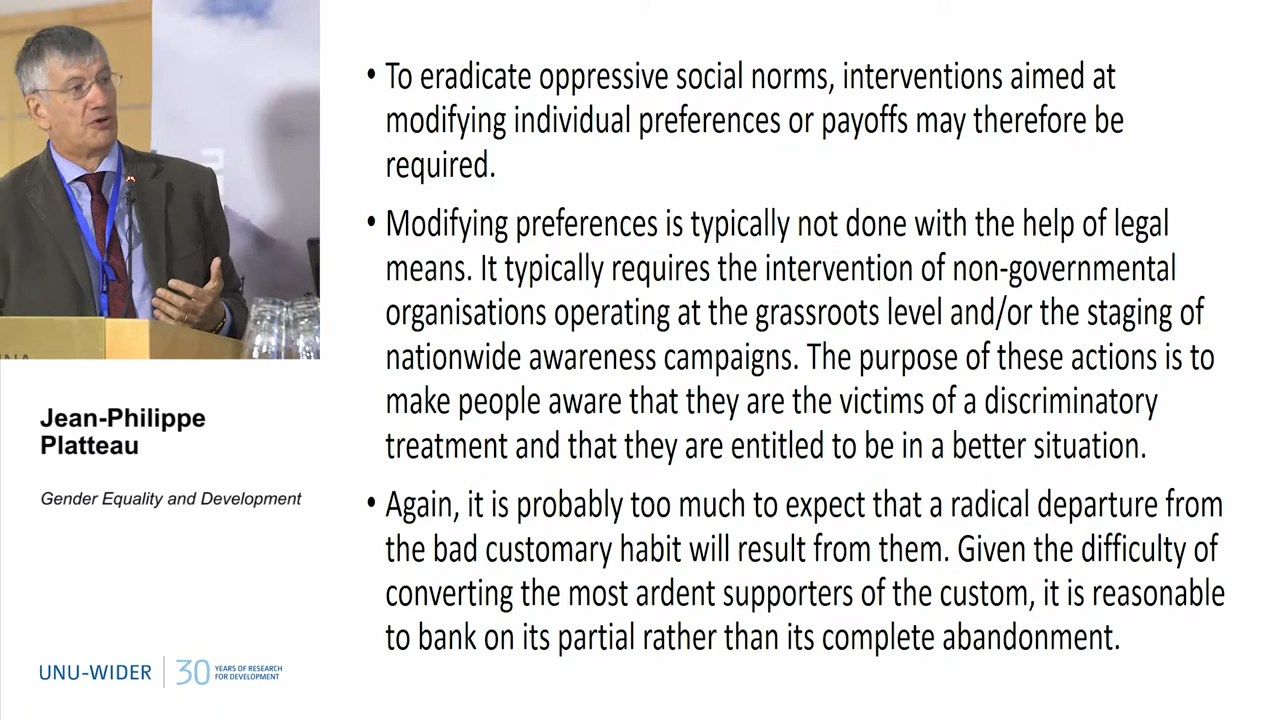 • To eradicate oppressive social norms, interventions aimed at
modifying individual preferences or payoffs may therefore be
required.
• Modifying preferences is typically not done with the help of legal
means. It typically requires the intervention of non-governmental
organisations operating at the grassroots level and/or the staging of
nationwide awareness campaigns. The purpose of these actions is to
make people aware that they are the victims of a discriminatory
treatment and that they are entitled to be in a better situation.
• Again, it is probably too much to expect that a radical departure from
the bad customary habit will result from them. Given the difficulty of
converting the most ardent supporters of the custom, it is reasonable
to bank on its partial rather than its complete abandonment.
Jean-Philippe
Platteau
Gender Equality and Development
UNU-WIDER
30 YEARS OF RESEARCH
FOR DEVELOPMENT